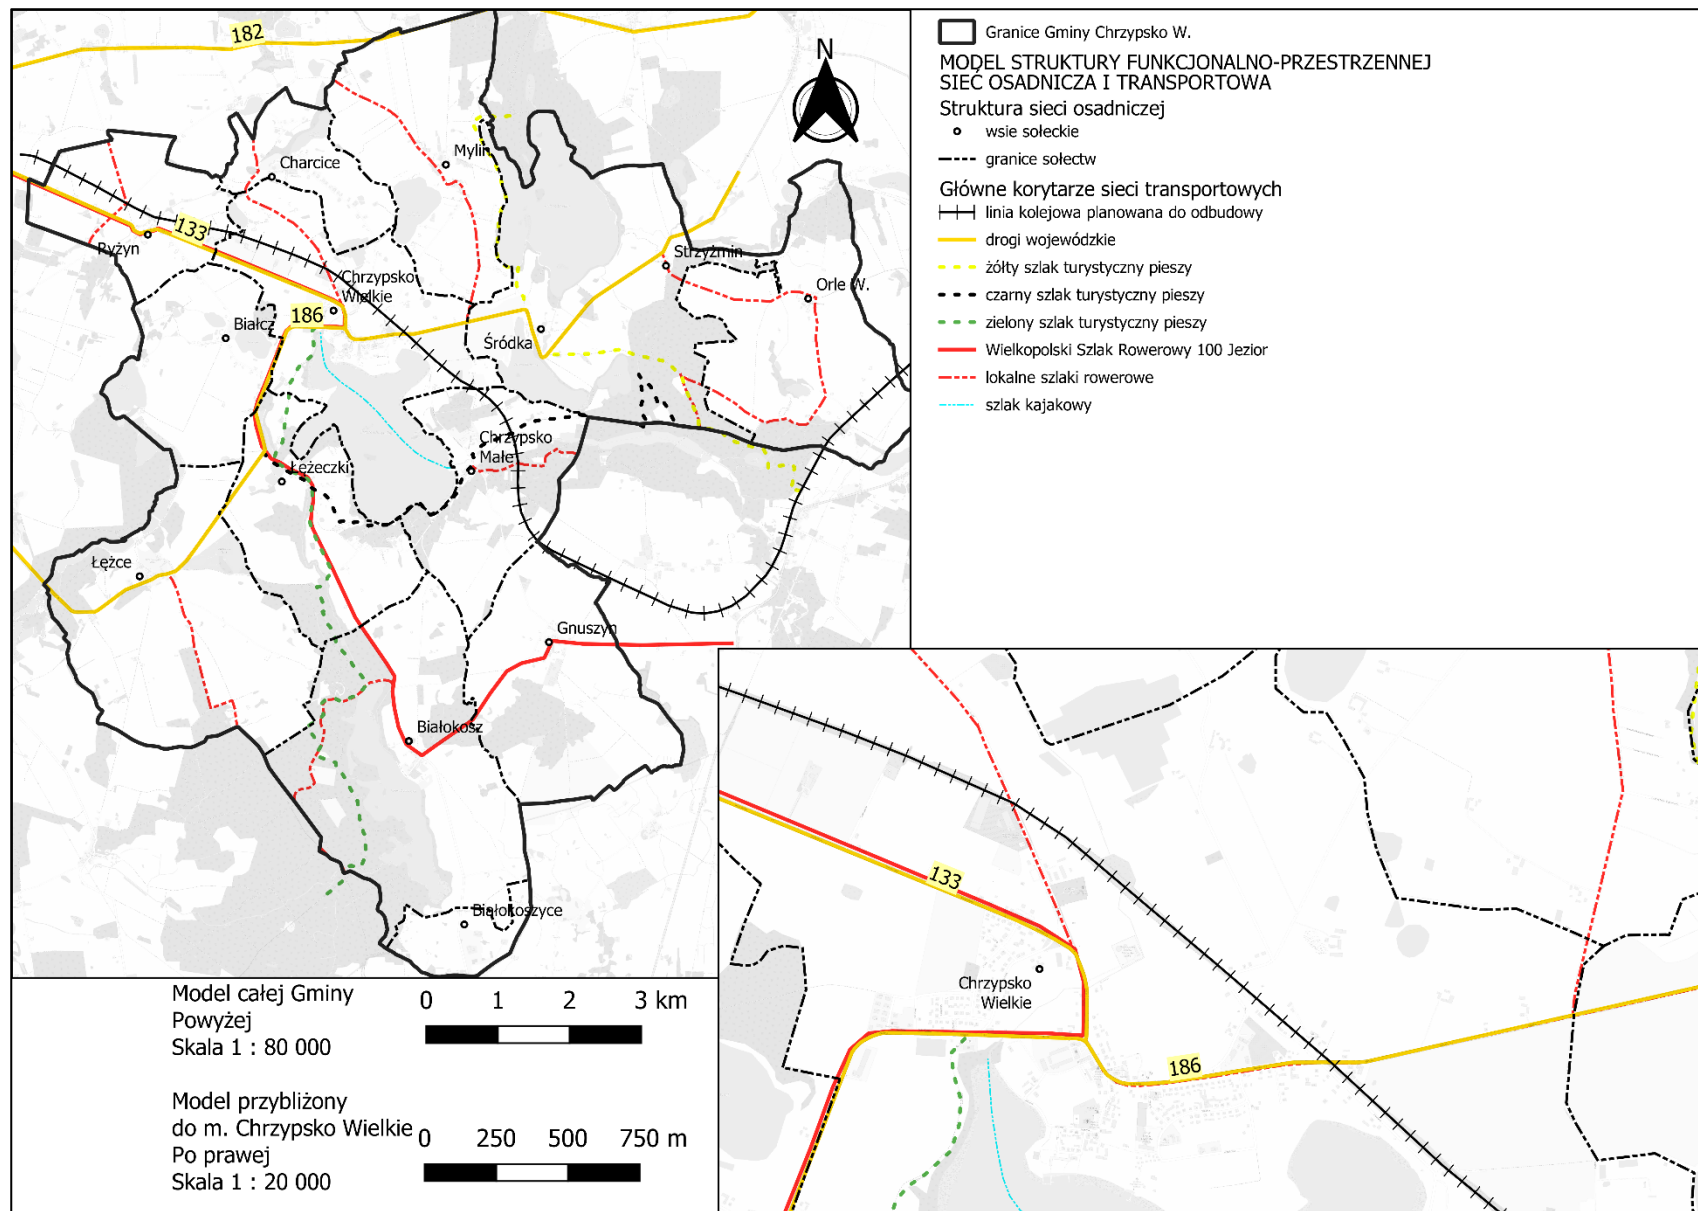 182
N
Charcice
Mylin
133
Ryżyn
Strzyżmin
Chrzypsko
Wielkie
Orle W.
186
Białcz
Śródka
Chrzypsko
Małe
Łężeczki
Łężce
Gnuszyn
Białokosz
Białokoszyce
Granice Gminy Chrzypsko W.
MODEL STRUKTURY FUNKCJONALNO-PRZESTRZENNEJ
SIEĆ OSADNICZA I TRANSPORTOWA
Struktura sieci osadniczej
wsie sołeckie
granice sołectw
Główne korytarze sieci transportowych
linia kolejowa planowana do odbudowy
drogi wojewódzkie
żółty szlak turystyczny pieszy
czarny szlak turystyczny pieszy
zielony szlak turystyczny pieszy
Wielkopolski Szlak Rowerowy 100 Jezior
lokalne szlaki rowerowe
szlak kajakowy
133
Chrzypsko
Wielkie
186
Model całej Gminy
Powyżej
Skala 1 : 80 000
0 1 2 3 km
Model przybliżony
do m. Chrzypsko Wielkie
Po prawej
Skala 1 : 20 000
0 250 500 750 m